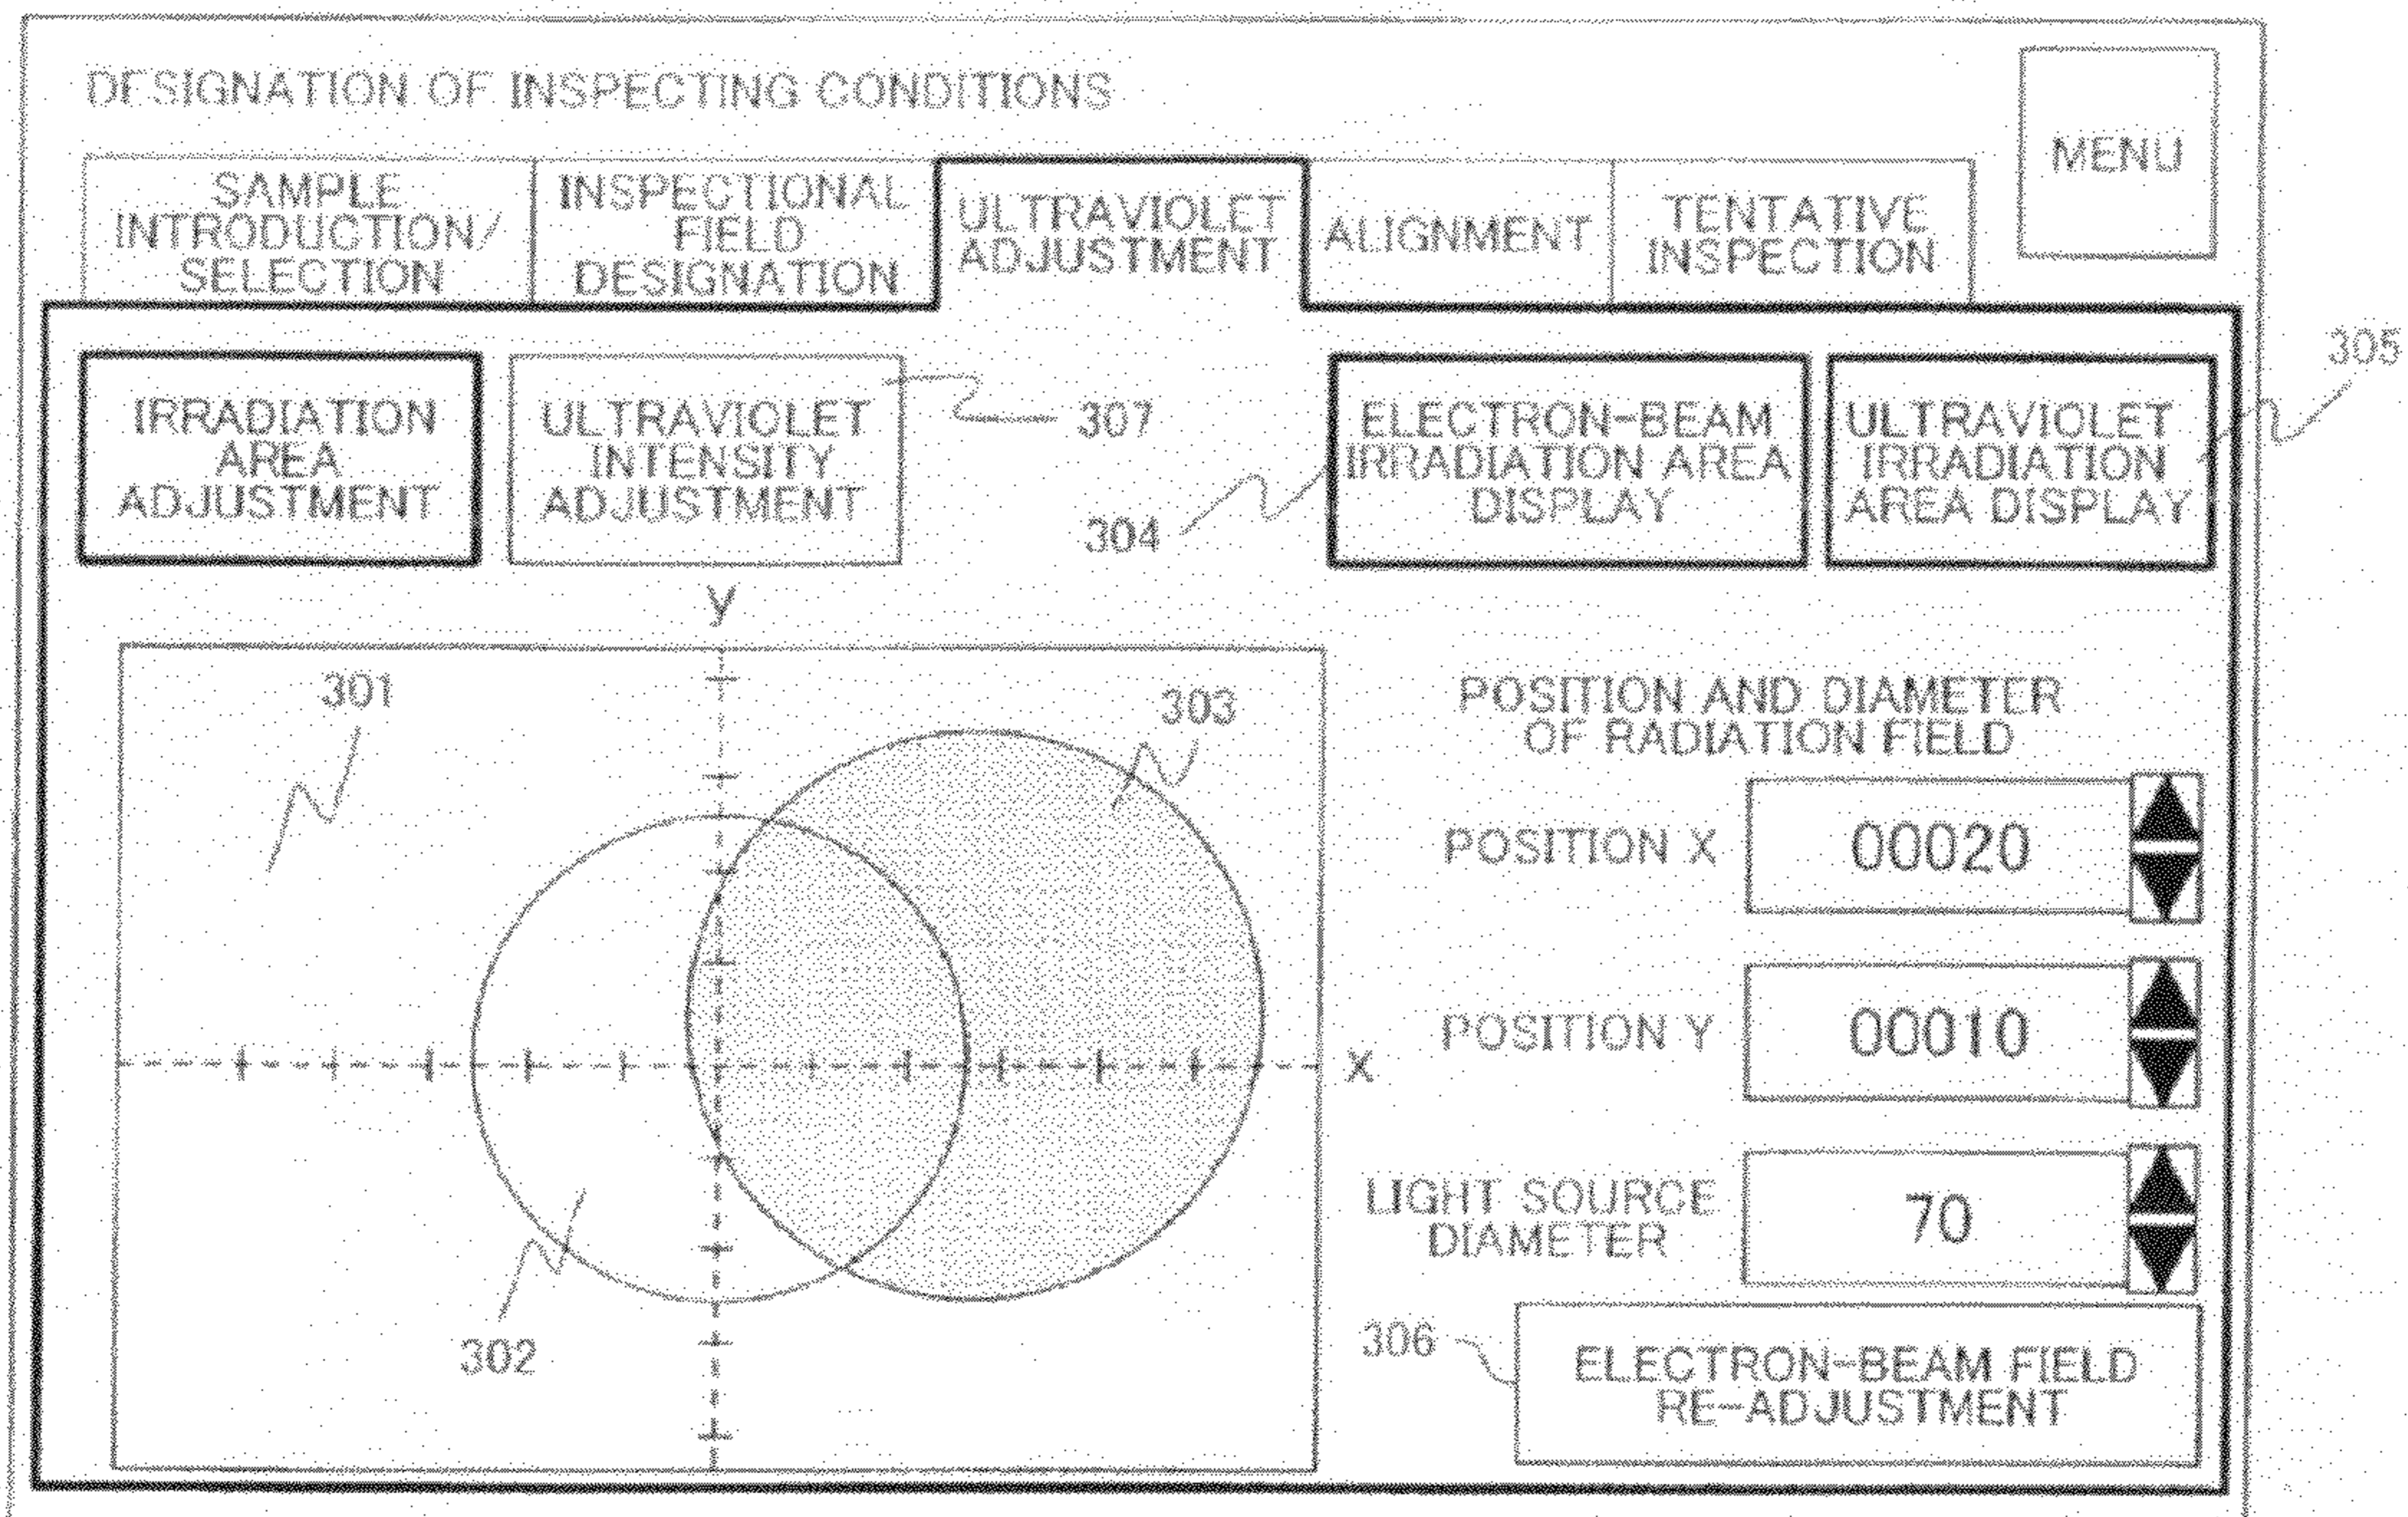 DESIGNATION OF INSPECTING CONDITIONS
MENU
SAMPLE
INTRODUCTION/
SELECTION
INSPECTIONAL
FIELD
DESIGNATION
ULTRAVIOLET
ADJUSTMENT
ALIGNMENT
TENTATIVE
INSPECTION
IRRADIATION
AREA
ADJUSTMENT
ULTRAVIOLET
INTENSITY
ADJUSTMENT
307
304
ELECTRON-BEAM
IRRADIATION AREA
DISPLAY
ULTRAVIOLET
IRRADIATION
AREA DISPLAY
305
Y
301
303
302
X
POSITION AND DIAMETER
OF RADIATION FIELD
POSITION X
00020
POSITION Y
00010
LIGHT SOURCE
DIAMETER
70
306
ELECTRON-BEAM FIELD
RE-ADJUSTMENT